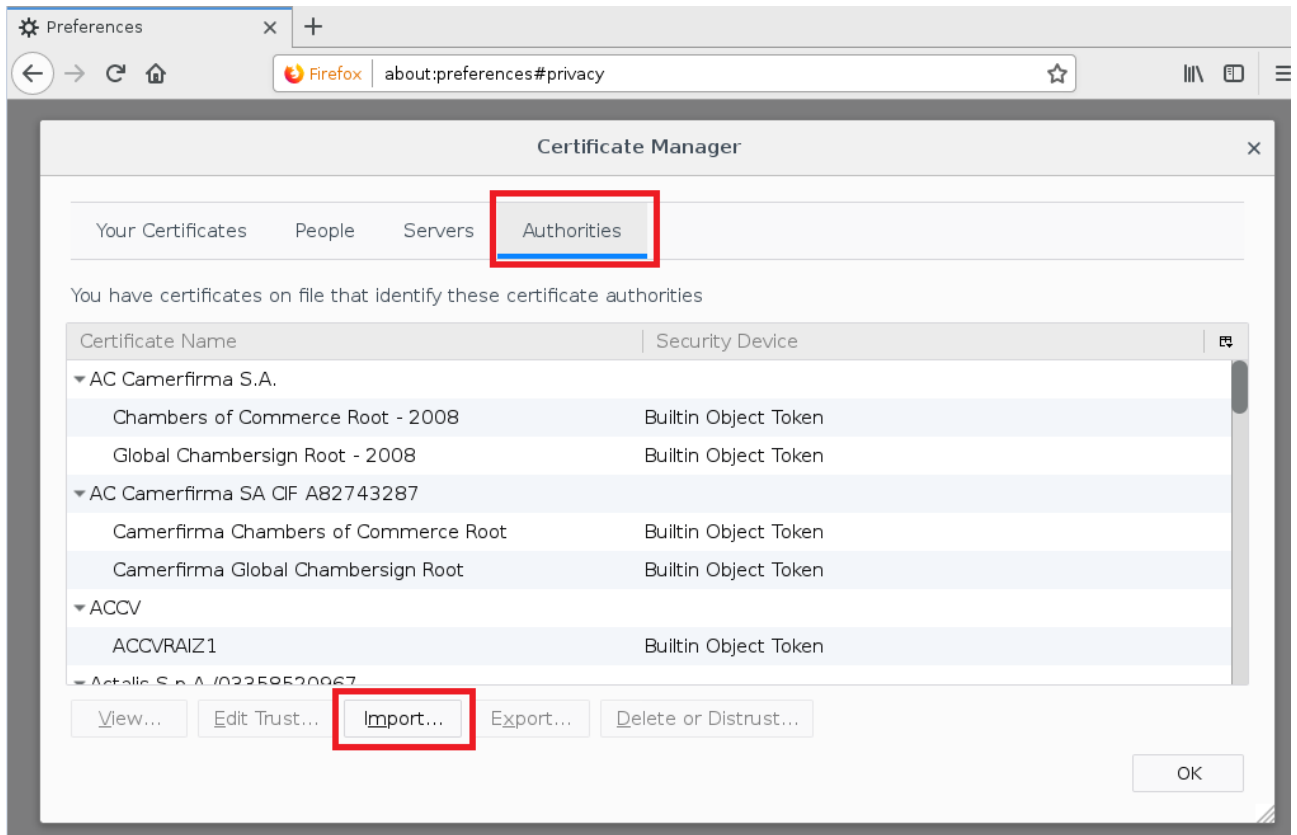 Preferences
Firefox about:preferences#privacy
Certificate Manager
Your Certificates People Servers Authorities
You have certificates on file that identify these certificate authorities
Certificate Name Security Device
AC Camerfirma S.A.
Chambers of Commerce Root - 2008 Builtin Object Token
Global Chambersign Root - 2008 Builtin Object Token
AC Camerfirma SA CIF A82743287
Camerfirma Chambers of Commerce Root Builtin Object Token
Camerfirma Global Chambersign Root Builtin Object Token
ACCV
ACCVRAIZ1 Builtin Object Token
Actalis S.p.A./03358520967
View... Edit Trust... Import... Export... Delete or Distrust...
OK